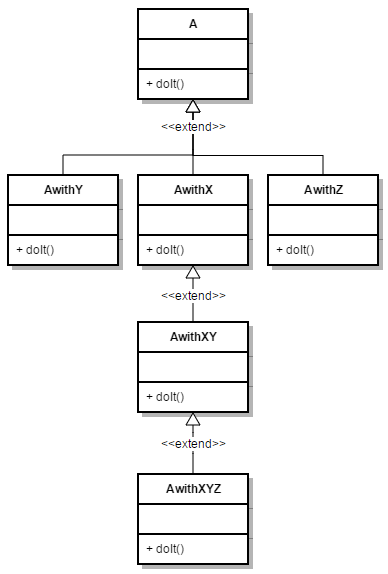 A
+ doIt()
<<extend>>
AwithY AwithX AwithZ
+ doIt() + doIt() + doIt()
<<extend>>
AwithXY
+ doIt()
<<extend>>
AwithXYZ
+ doIt()